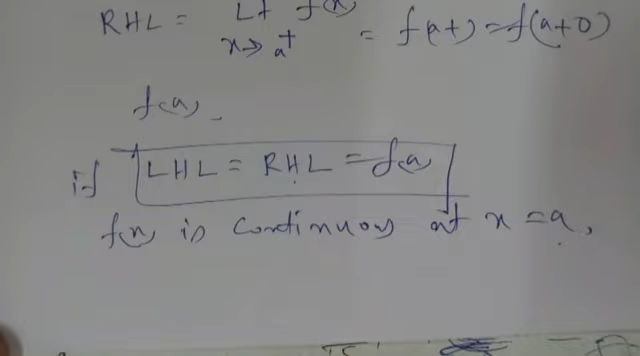 RHL = Lt f(x)
x→a⁺ = f(a+) = f(a+0)
f(a).
if LHL = RHL = f(a)
f(x) is continuous at x = a,